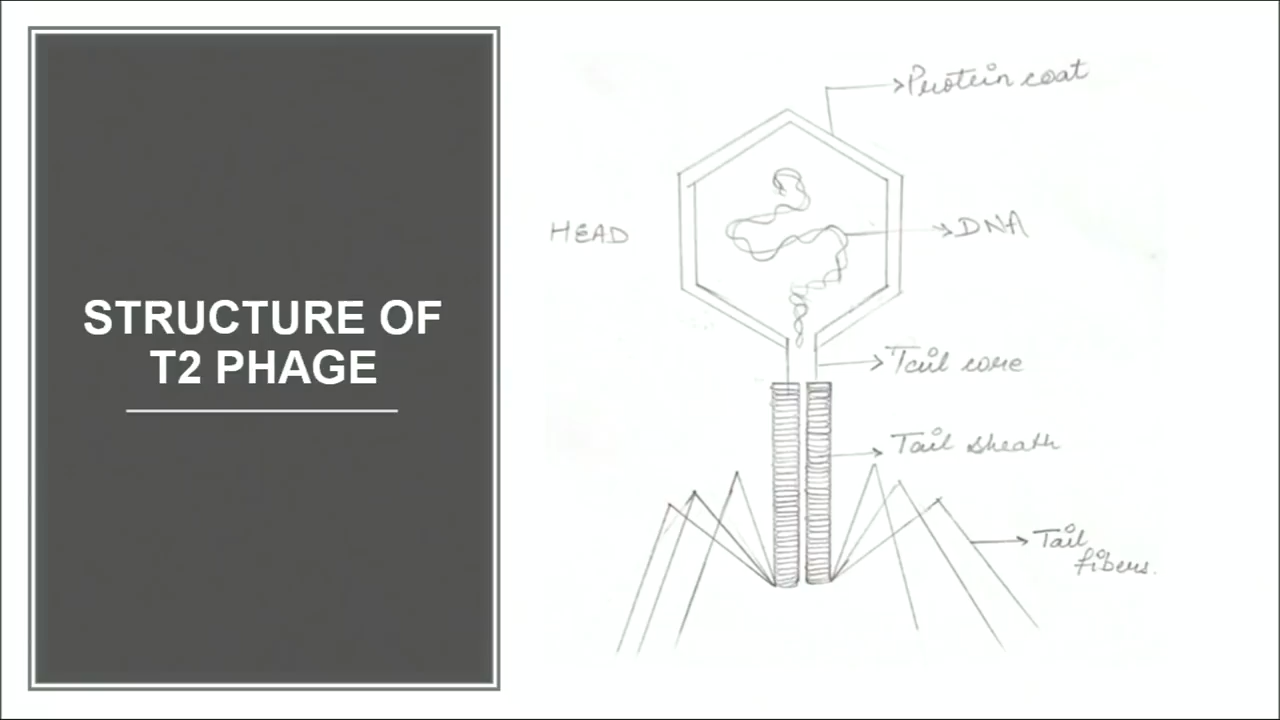 STRUCTURE OF
T2 PHAGE
Protein coat
HEAD
DNA
Tail core
Tail sheath
Tail
fibers.